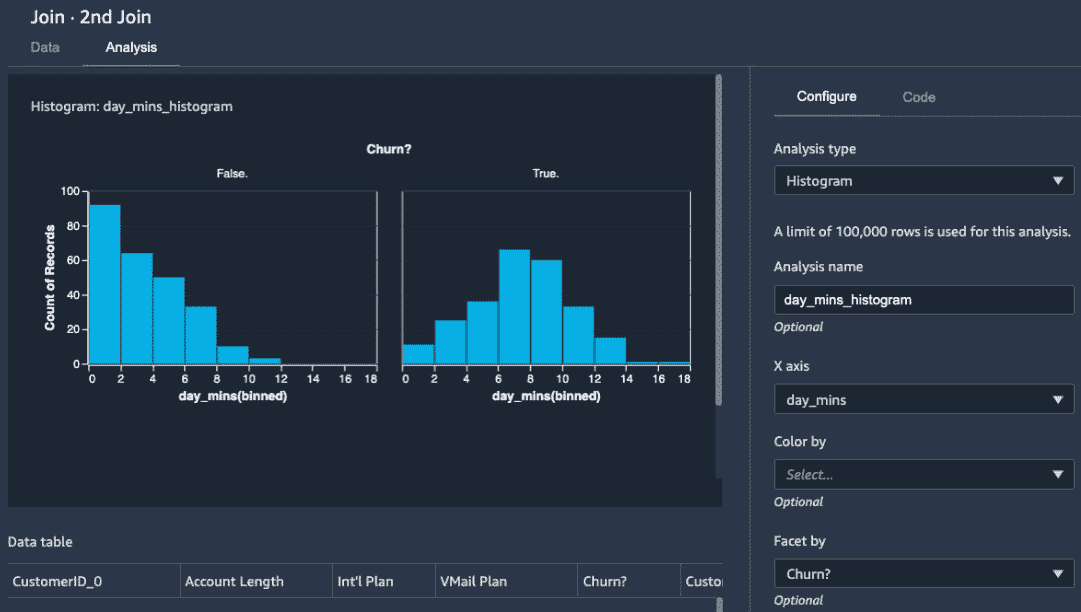 Join · 2nd Join
Data Analysis
Histogram: day_mins_histogram
Churn?
False. True.
Count of Records
100
80
60
40
20
0
0 2 4 6 8 10 12 14 16 18
day_mins(binned)
0 2 4 6 8 10 12 14 16 18
day_mins(binned)
Data table
CustomerID_0 Account Length Int'l Plan VMail Plan Churn? Custo
Configure Code
Analysis type
Histogram
A limit of 100,000 rows is used for this analysis.
Analysis name
day_mins_histogram
Optional
X axis
day_mins
Color by
Select...
Optional
Facet by
Churn?
Optional